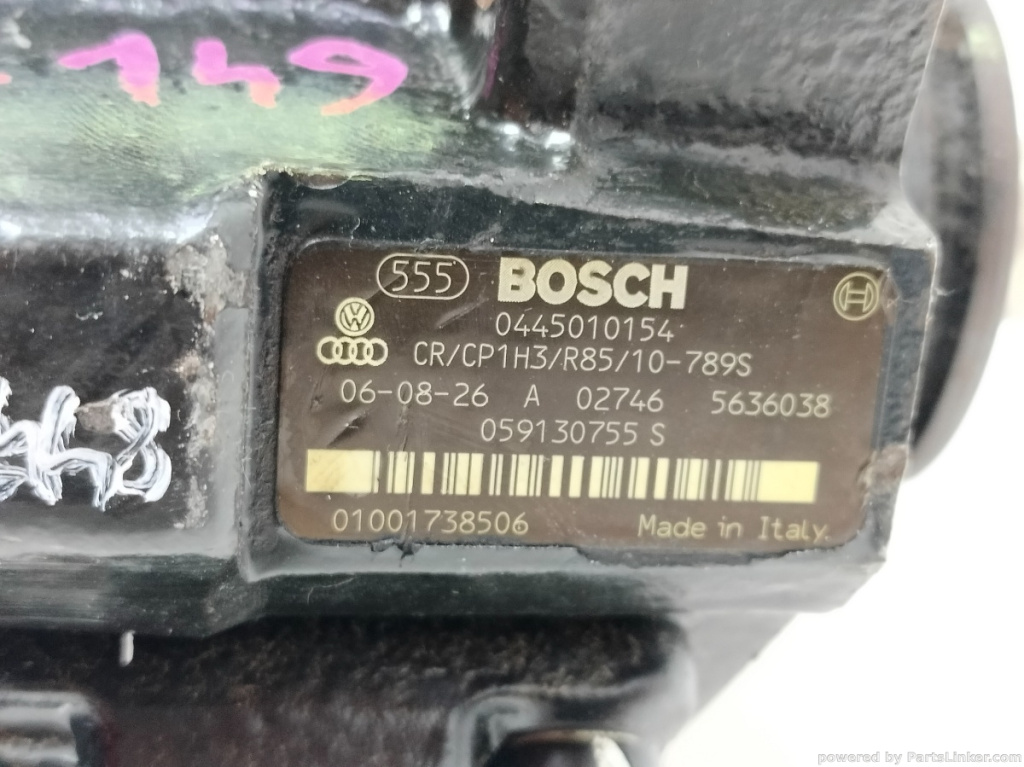 149
555 BOSCH
0445010154
CR/CP1H3/R85/10-789S
06-08-26 A 02746 5636038
059130755 S
01001738506 Made in Italy.
powered by PartsLinker.com